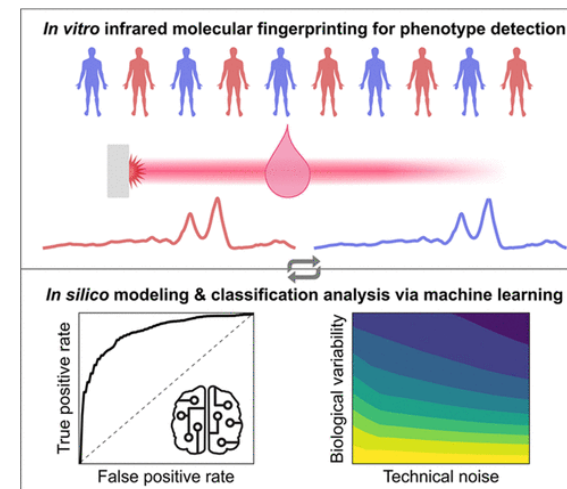 In vitro infrared molecular fingerprinting for phenotype detection
In silico modeling & classification analysis via machine learning
True positive rate
False positive rate
Biological variability
Technical noise